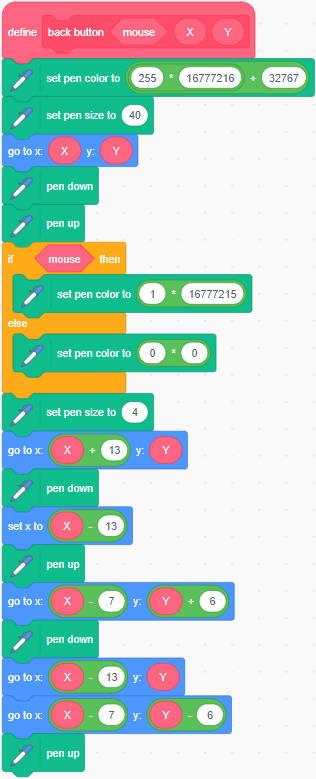 define back button mouse X Y
set pen color to 255 * 16777216 + 32767
set pen size to 40
go to x: X y: Y
pen down
pen up
if mouse then
set pen color to 1 * 16777215
else
set pen color to 0 * 0
set pen size to 4
go to x: X + 13 y: Y
pen down
set x to X - 13
pen up
go to x: X - 7 y: Y + 6
pen down
go to x: X - 13 y: Y
go to x: X - 7 y: Y - 6
pen up